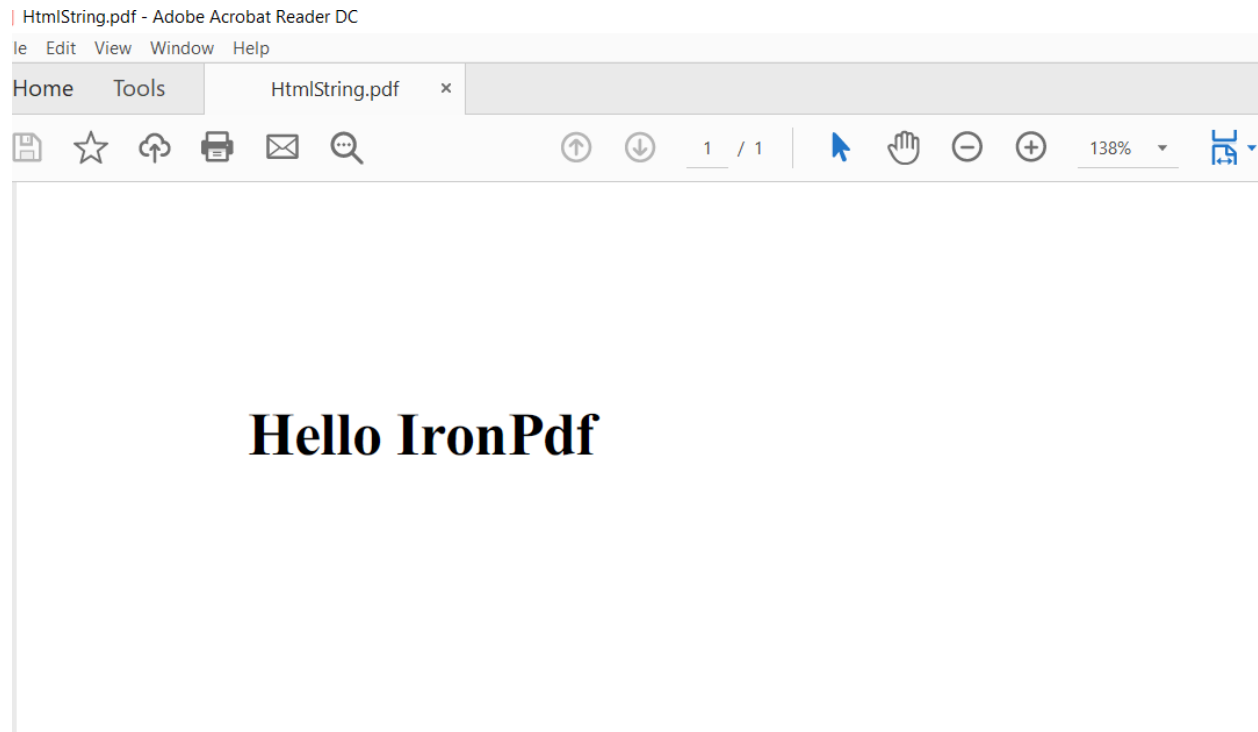 HtmlString.pdf - Adobe Acrobat Reader DC
le Edit View Window Help
Home Tools HtmlString.pdf ×
1 / 1 138%
Hello IronPdf